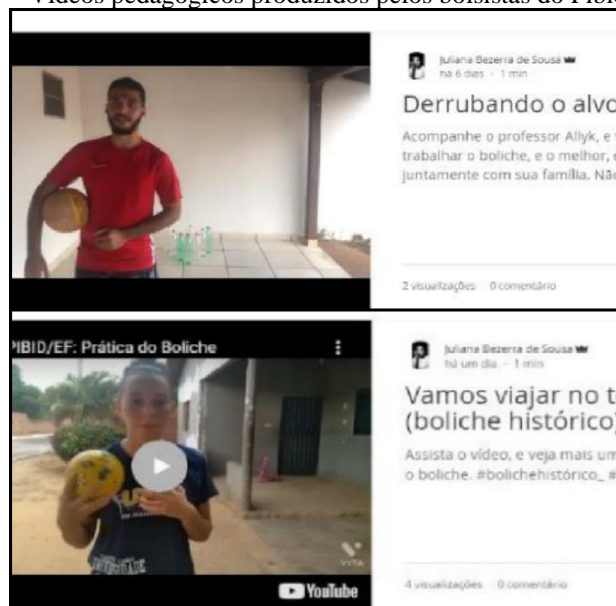 Vídeos pedagógicos produzidos pelos bolsistas do Pibid
Juliana Bezerra de Sousa
há 6 dias · 1 min
Derrubando o alvo
Acompanhe o professor Allyk, e
trabalhar o boliche, e o melhor,
juntamente com sua família.
2 visualizações 0 comentário
PIBID/EF: Prática do Boliche
Juliana Bezerra de Sousa
há um dia · 1 min
Vamos viajar no
(boliche histórico)
Assista o vídeo, e veja mais
o boliche. #bolichehistórico_ #
VITA
YouTube
4 visualizações 0 comentário